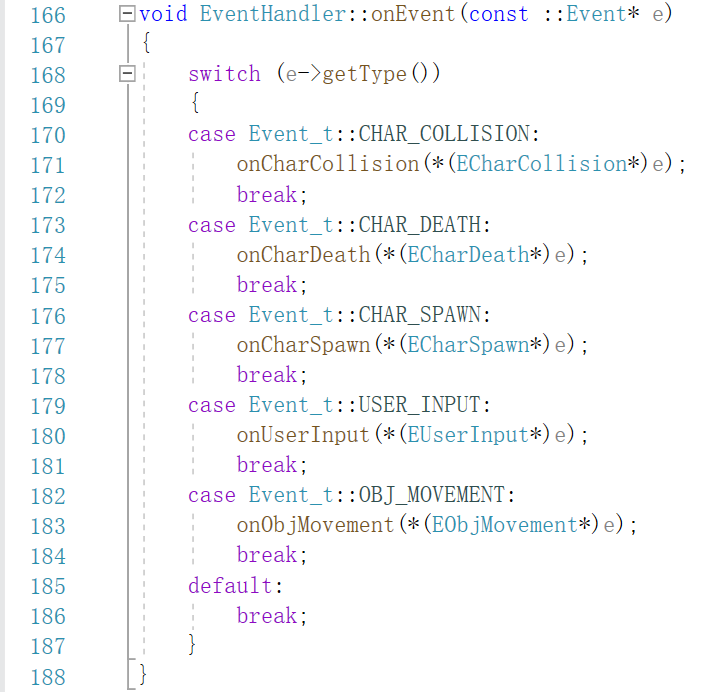 166 void EventHandler::onEvent(const ::Event* e)
167 {
168     switch (e->getType())
169     {
170     case Event_t::CHAR_COLLISION:
171         onCharCollision(*(ECharCollision*)e);
172         break;
173     case Event_t::CHAR_DEATH:
174         onCharDeath(*(ECharDeath*)e);
175         break;
176     case Event_t::CHAR_SPAWN:
177         onCharSpawn(*(ECharSpawn*)e);
178         break;
179     case Event_t::USER_INPUT:
180         onUserInput(*(EUserInput*)e);
181         break;
182     case Event_t::OBJ_MOVEMENT:
183         onObjMovement(*(EObjMovement*)e);
184         break;
185     default:
186         break;
187     }
188 }